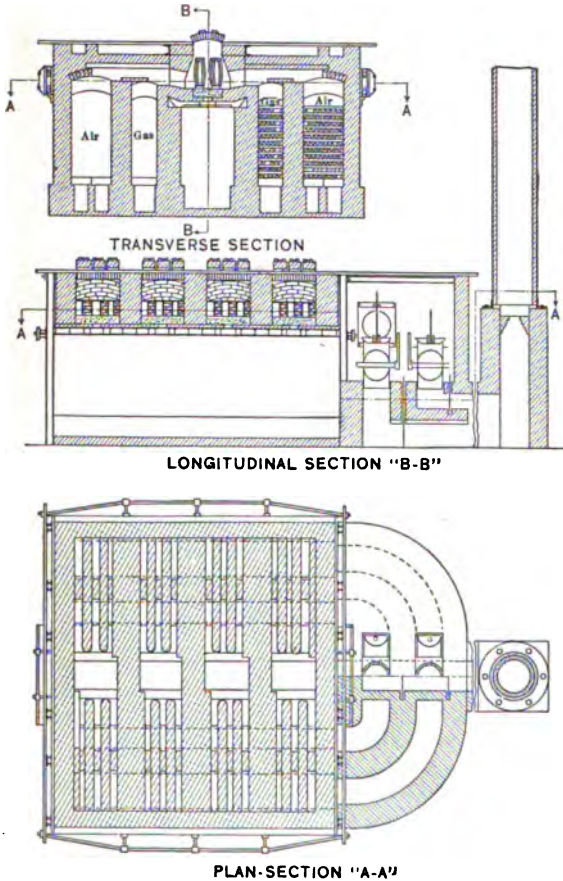 B
A
Air
Gas
Gas
Air
A
B
TRANSVERSE SECTION
A
A
LONGITUDINAL SECTION "B-B"
PLAN-SECTION "A-A"